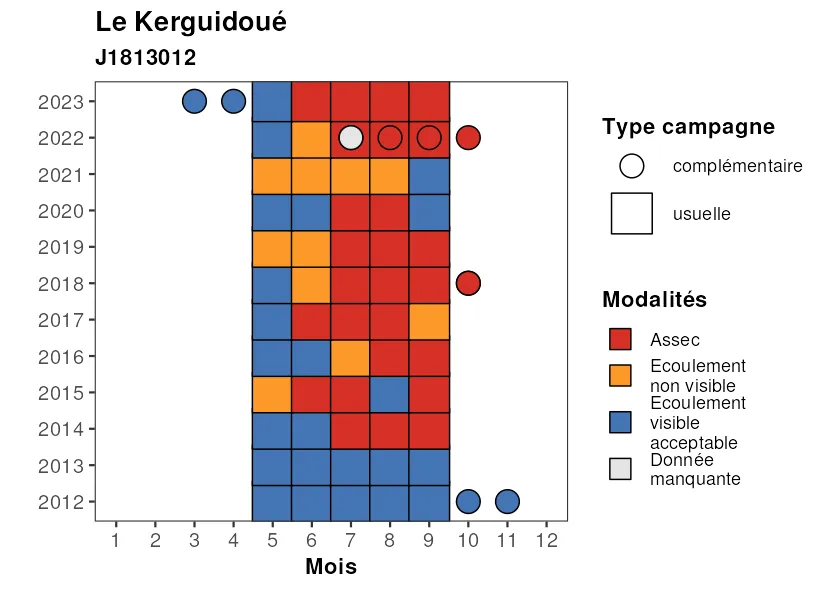 Le Kerguidoué
J1813012
2023
2022
2021
2020
2019
2018
2017
2016
2015
2014
2013
2012
1 2 3 4 5 6 7 8 9 10 11 12
Mois
Type campagne
complémentaire
usuelle
Modalités
Assec
Ecoulement
non visible
Ecoulement
visible
acceptable
Donnée
manquante